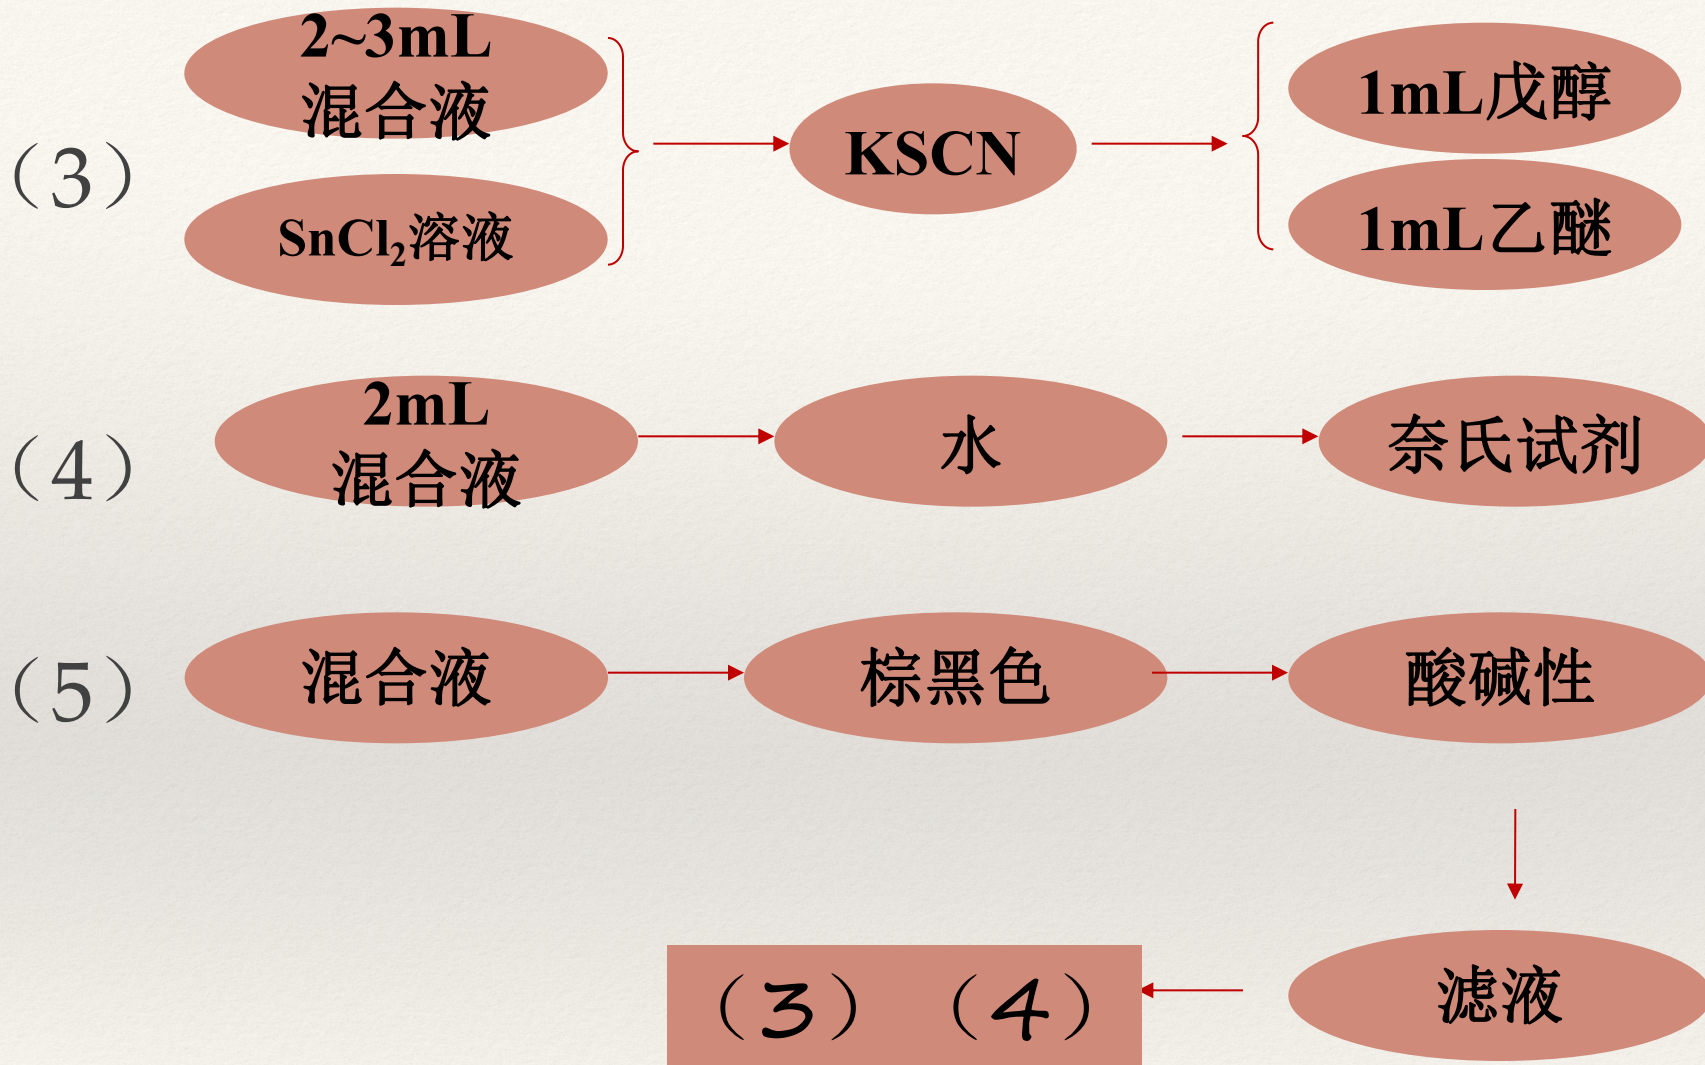 （3）
2~3mL
混合液
SnCl₂溶液
KSCN
1mL戊醇
1mL乙醚
（4）
2mL
混合液
水
奈氏试剂
（5）
混合液
棕黑色
酸碱性
滤液
（3）（4）